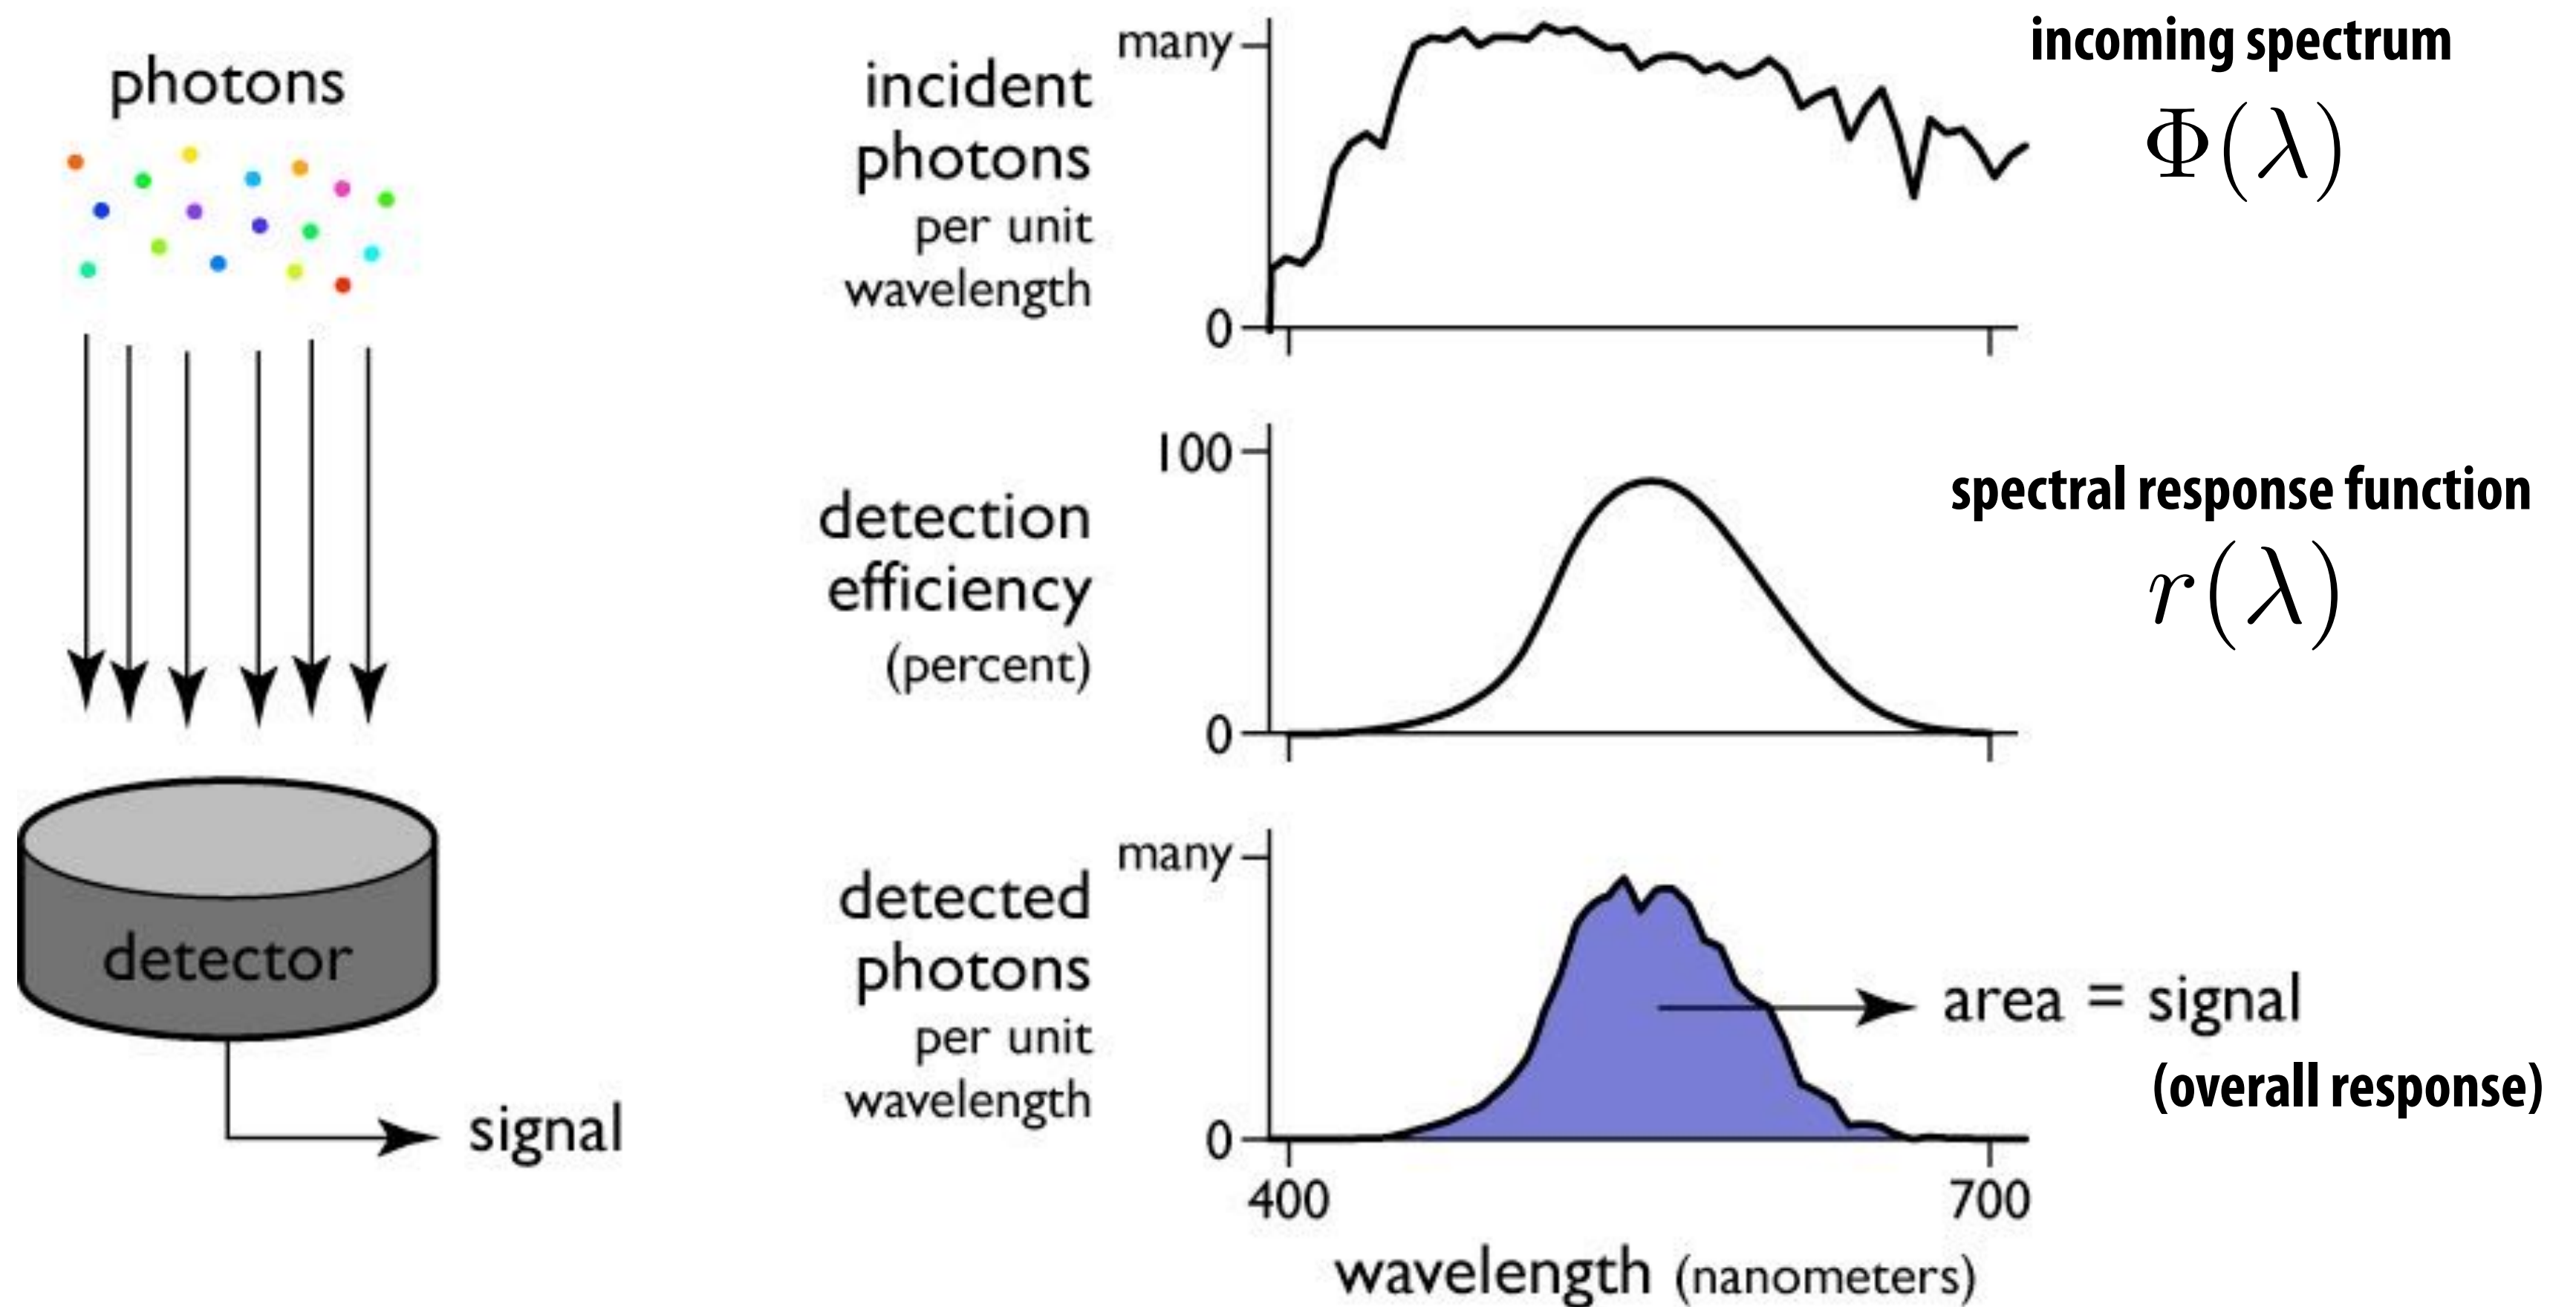 photons
detector
signal
many
incident
photons
per unit
wavelength
0
incoming spectrum
Φ(λ)
100
detection
efficiency
(percent)
0
spectral response function
r(λ)
many
detected
photons
per unit
wavelength
0
area = signal
(overall response)
400 700
wavelength (nanometers)